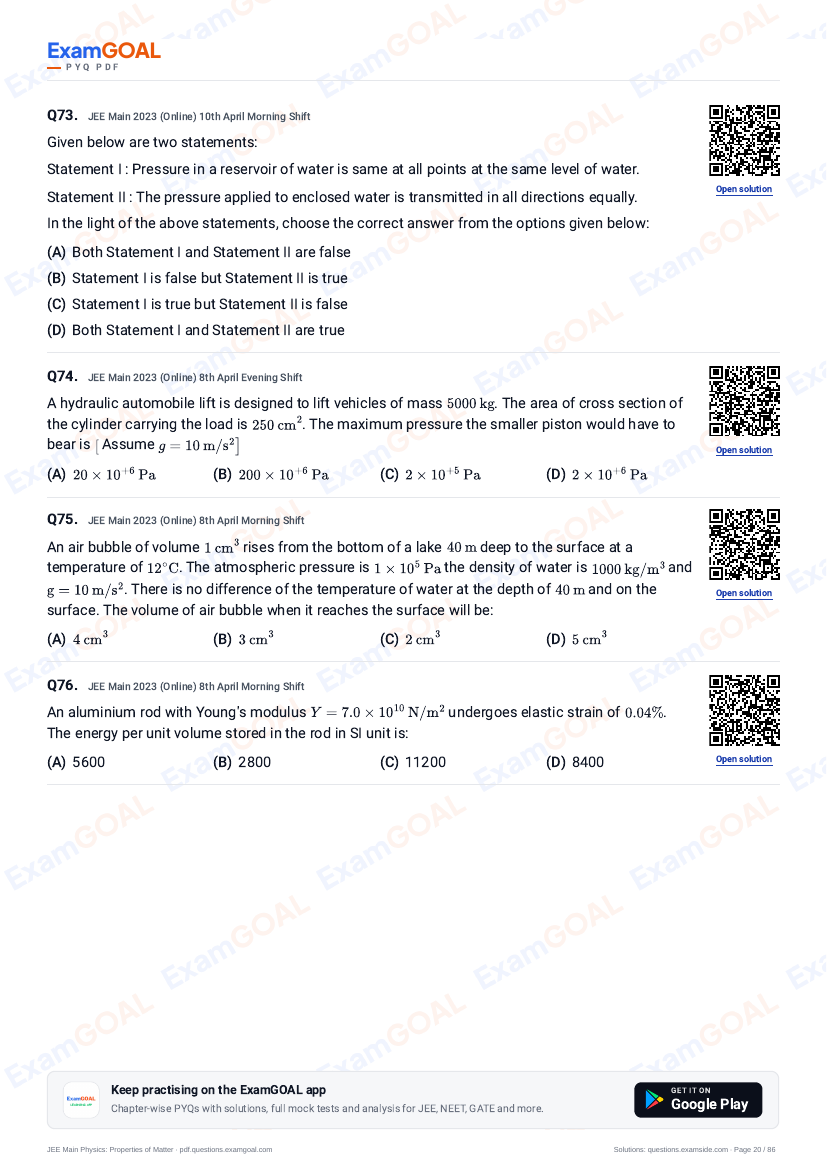 ExamGOAL
PYQ PDF
Q73. JEE Main 2023 (Online) 10th April Morning Shift
Given below are two statements:
Statement I : Pressure in a reservoir of water is same at all points at the same level of water.
Statement II : The pressure applied to enclosed water is transmitted in all directions equally.
In the light of the above statements, choose the correct answer from the options given below:
(A) Both Statement I and Statement II are false
(B) Statement I is false but Statement II is true
(C) Statement I is true but Statement II is false
(D) Both Statement I and Statement II are true
Open solution
Q74. JEE Main 2023 (Online) 8th April Evening Shift
A hydraulic automobile lift is designed to lift vehicles of mass 5000 kg. The area of cross section of
the cylinder carrying the load is 250 cm². The maximum pressure the smaller piston would have to
bear is [ Assume g = 10 m/s²]
(A) 20 × 10⁺⁶ Pa (B) 200 × 10⁺⁶ Pa (C) 2 × 10⁺⁵ Pa (D) 2 × 10⁺⁶ Pa
Open solution
Q75. JEE Main 2023 (Online) 8th April Morning Shift
An air bubble of volume 1 cm³ rises from the bottom of a lake 40 m deep to the surface at a
temperature of 12°C. The atmospheric pressure is 1 × 10⁵ Pa the density of water is 1000 kg/m³ and
g = 10 m/s². There is no difference of the temperature of water at the depth of 40 m and on the
surface. The volume of air bubble when it reaches the surface will be:
(A) 4 cm³ (B) 3 cm³ (C) 2 cm³ (D) 5 cm³
Open solution
Q76. JEE Main 2023 (Online) 8th April Morning Shift
An aluminium rod with Young's modulus Y = 7.0 × 10¹⁰ N/m² undergoes elastic strain of 0.04%.
The energy per unit volume stored in the rod in SI unit is:
(A) 5600 (B) 2800 (C) 11200 (D) 8400
Open solution
Keep practising on the ExamGOAL app
Chapter-wise PYQs with solutions, full mock tests and analysis for JEE, NEET, GATE and more.
ExamGOAL
GET IT ON
Google Play
JEE Main Physics: Properties of Matter · pdf.questions.examgoal.com
Solutions: questions.examside.com · Page 20 / 86